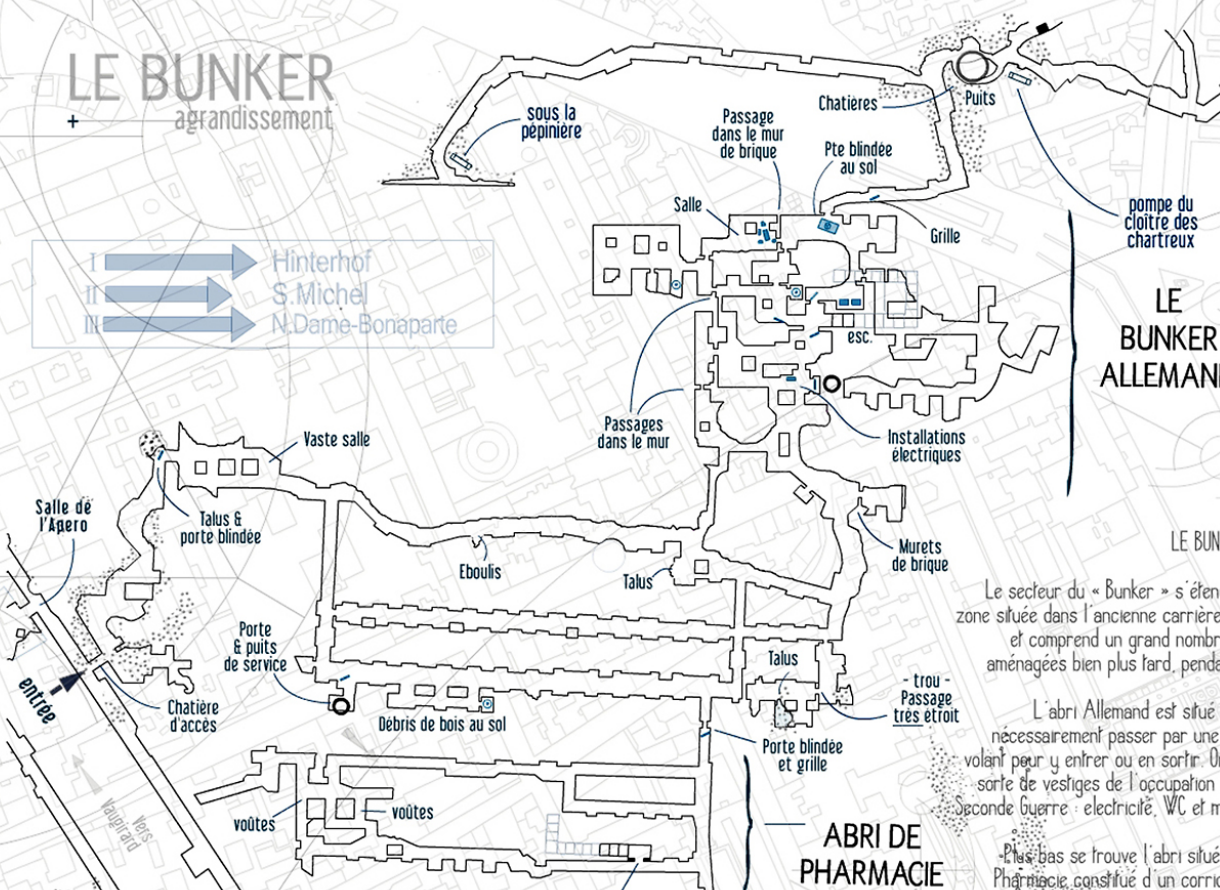 LE BUNKER
agrandissement
sous la
pépinière
Passage
dans le mur
de brique
Chatières
Puits
Pte blindée
au sol
pompe du
cloître des
chartreux
Salle
Grille
I Hinterhof
II S.Michel
III N.Dame-Bonaparte
esc.
LE
BUNKER
ALLEMAN
Passages
dans le mur
Installations
électriques
Vaste salle
Salle de
l'Apero
Talus &
porte blindée
Eboulis
Talus
Murets
de brique
LE BUN
Le secteur du « Bunker » s'éten
zone située dans l'ancienne carrière
et comprend un grand nombr
aménagées bien plus tard, penda
Porte
& puits
de service
Talus
- trou -
Passage
très étroit
entrée
Chatière
d'accès
Débris de bois au sol
Porte blindée
et grille
L'abri Allemand est situé
nécessairement passer par une
volant pour y entrer ou en sortir. O
sorte de vestiges de l'occupation
Seconde Guerre : electricité, WC et m
Vers
Vaugirard
voûtes
voûtes
ABRI DE
PHARMACIE
Plus bas se trouve l'abri situé
Pharmacie, constitué d'un corri